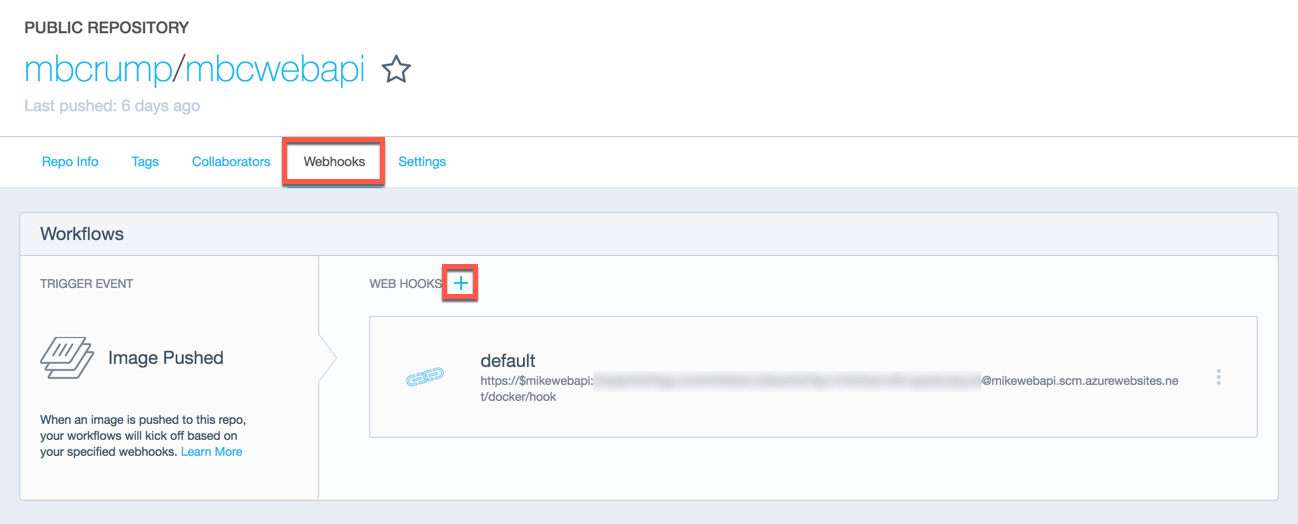 PUBLIC REPOSITORY
mbcrump/mbcwebapi
Last pushed: 6 days ago
Repo Info Tags Collaborators Webhooks Settings
Workflows
TRIGGER EVENT
WEB HOOKS +
Image Pushed
When an image is pushed to this repo,
your workflows will kick off based on
your specified webhooks. Learn More
default
https://$mikewebapi: @mikewebapi.scm.azurewebsites.ne
t/docker/hook